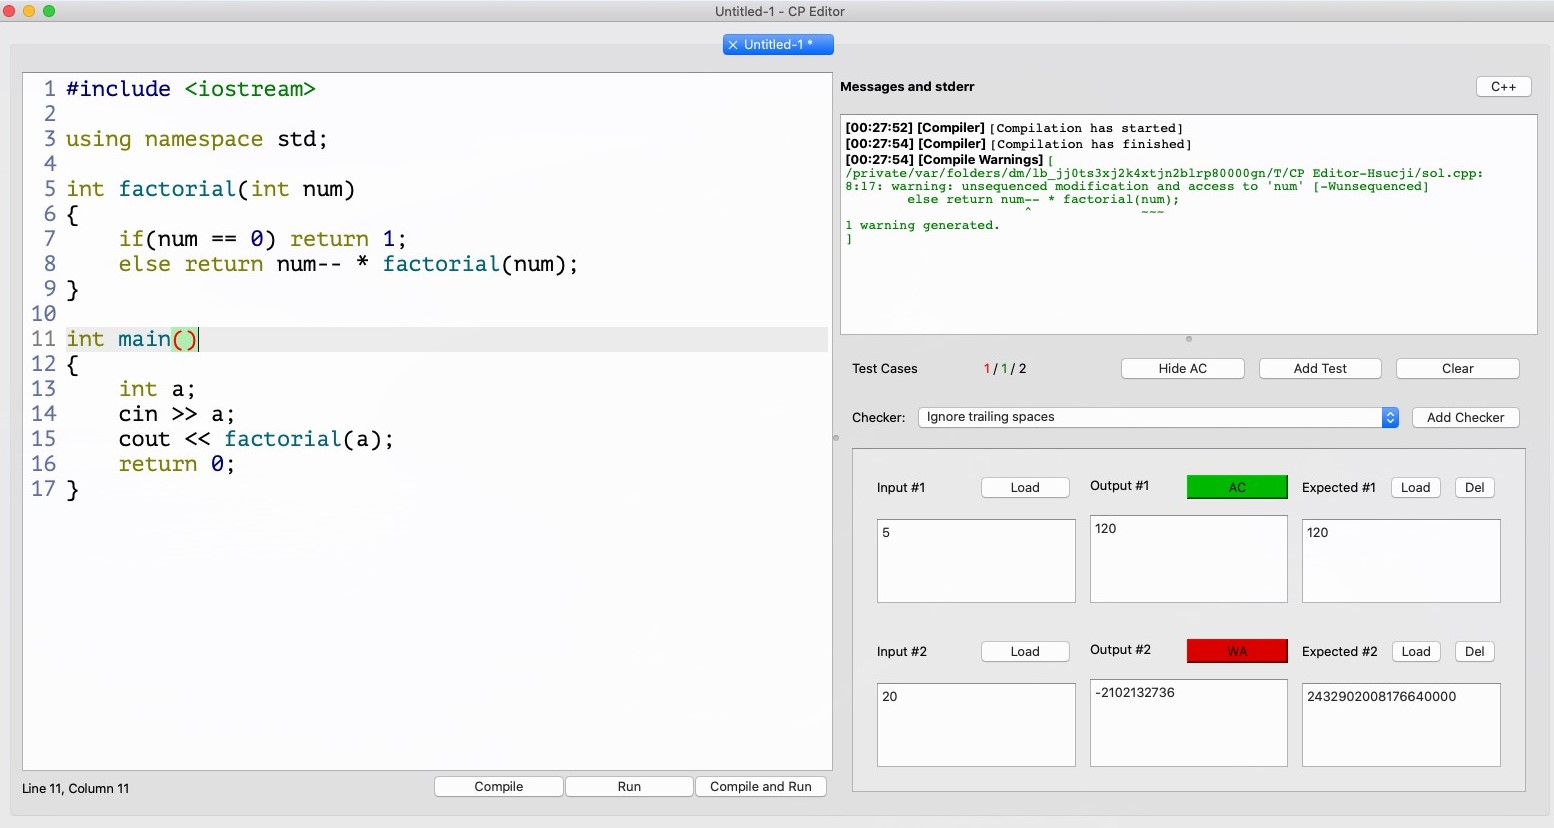 Untitled-1 - CP Editor
Untitled-1 *
1 #include <iostream>
2
3 using namespace std;
4
5 int factorial(int num)
6 {
7     if(num == 0) return 1;
8     else return num-- * factorial(num);
9 }
10
11 int main()
12 {
13     int a;
14     cin >> a;
15     cout << factorial(a);
16     return 0;
17 }
Line 11, Column 11
Compile
Run
Compile and Run
Messages and stderr
C++
[00:27:52] [Compiler] [Compilation has started]
[00:27:54] [Compiler] [Compilation has finished]
[00:27:54] [Compile Warnings] [
/private/var/folders/dm/lb_jj0ts3xj2k4xtjn2blrp80000gn/T/CP Editor-Hsucji/sol.cpp:
8:17: warning: unsequenced modification and access to 'num' [-Wunsequenced]
else return num-- * factorial(num);
^ ~~~
1 warning generated.
]
Test Cases 1 / 1 / 2
Hide AC
Add Test
Clear
Checker: Ignore trailing spaces
Add Checker
Input #1 Load Output #1 AC Expected #1 Load Del
5 120 120
Input #2 Load Output #2 WA Expected #2 Load Del
20 -2102132736 2432902008176640000